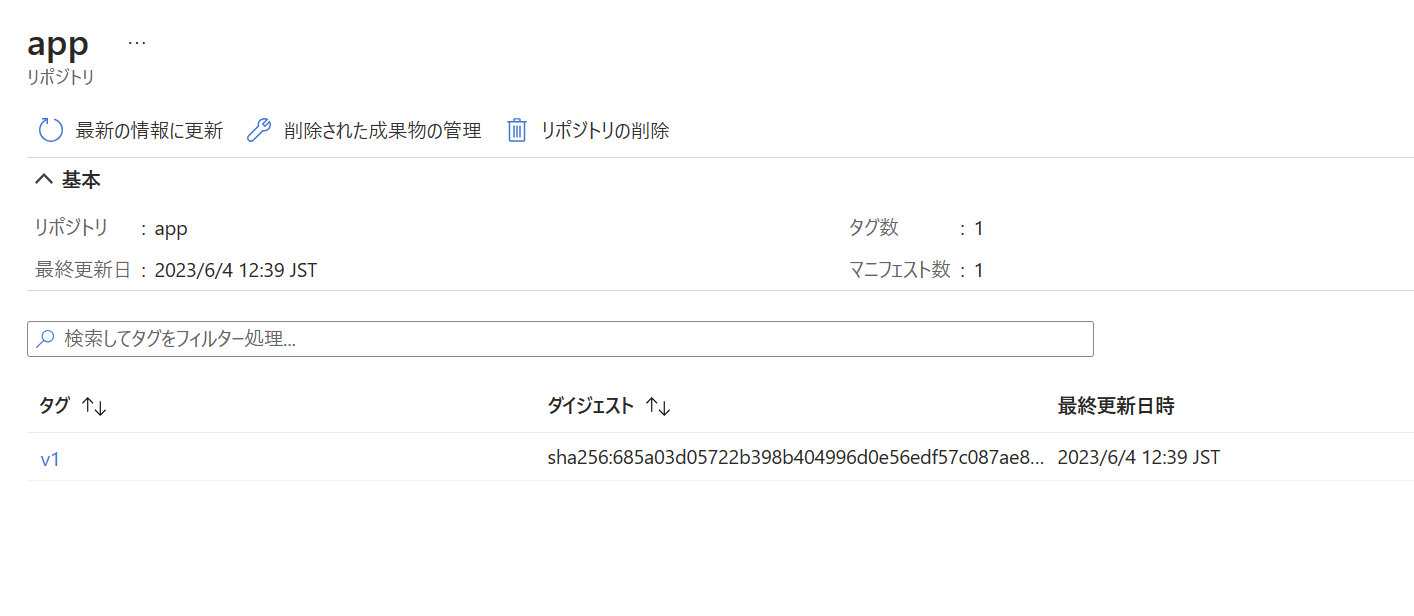 app ...
リポジトリ
最新の情報に更新 削除された成果物の管理 リポジトリの削除
基本
リポジトリ : app タグ数 : 1
最終更新日 : 2023/6/4 12:39 JST マニフェスト数 : 1
検索してタグをフィルター処理...
タグ ↑↓ ダイジェスト ↑↓ 最終更新日時
v1 sha256:685a03d05722b398b404996d0e56edf57c087ae8... 2023/6/4 12:39 JST